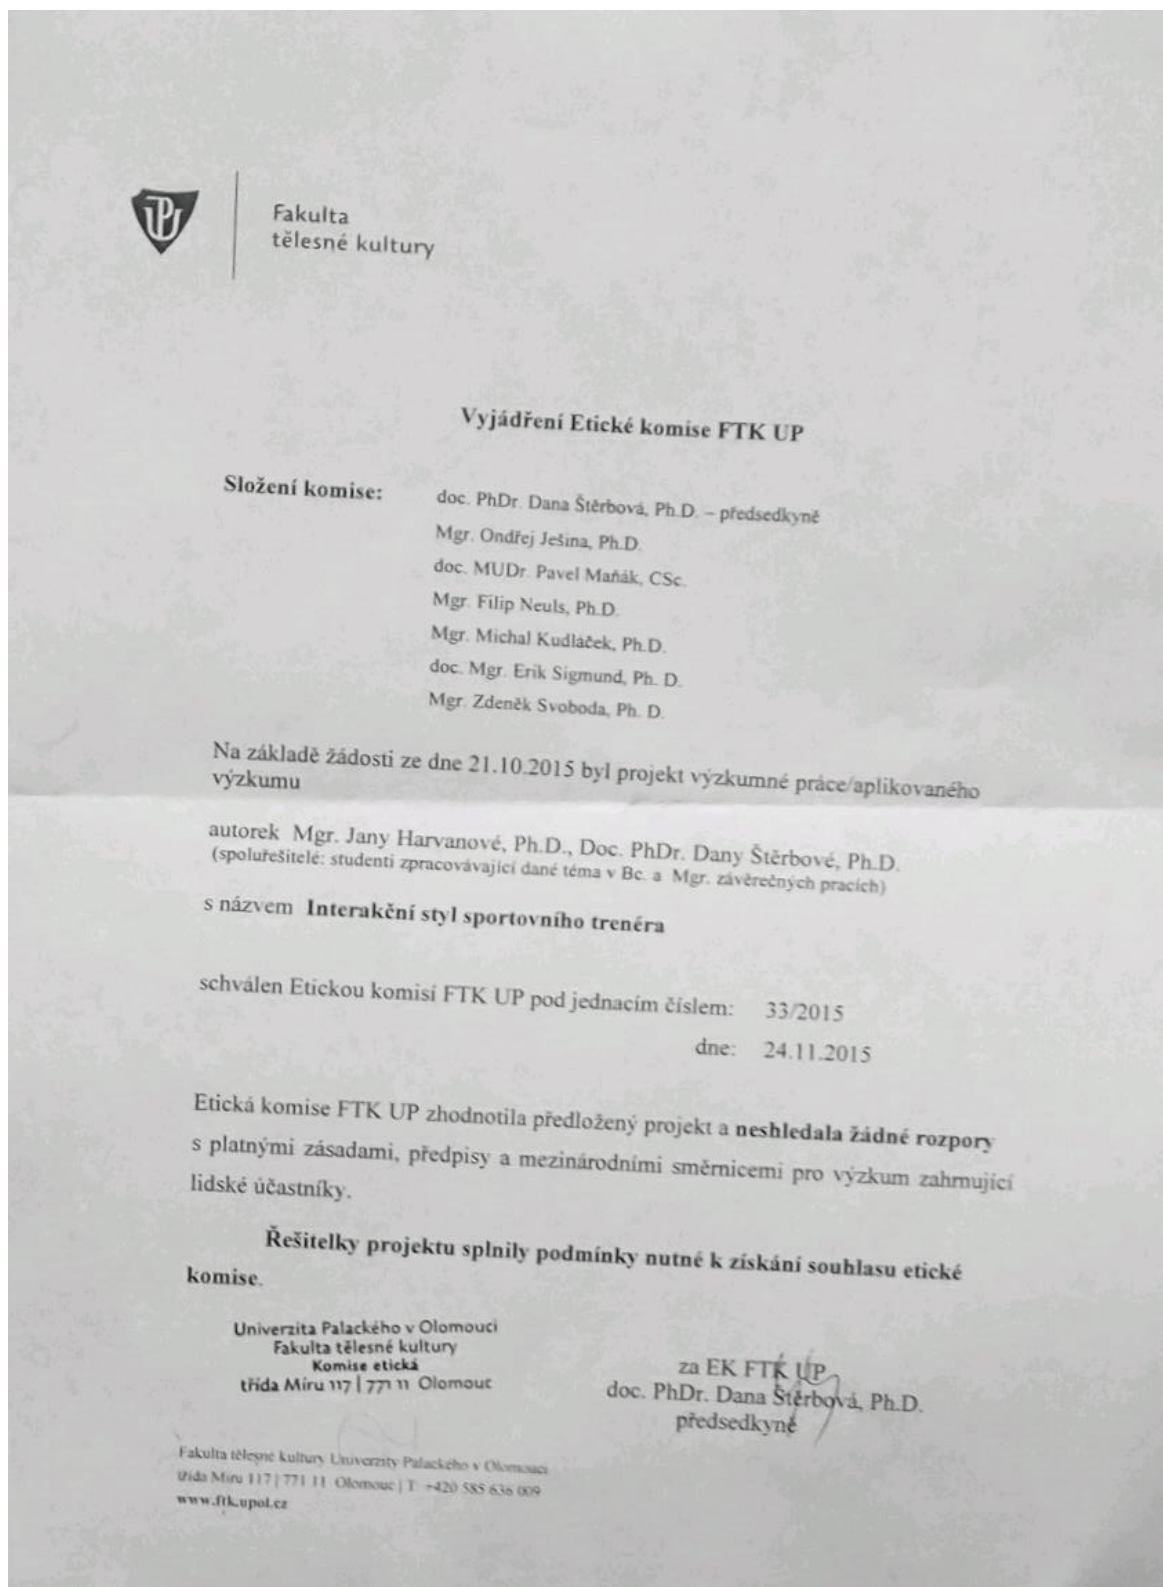 UP
Fakulta
tělesné kultury
Vyjádření Etické komise FTK UP
Složení komise:
doc. PhDr. Dana Štěrbová, Ph.D. – předsedkyně
Mgr. Ondřej Ješina, Ph.D.
doc. MUDr. Pavel Maňák, CSc.
Mgr. Filip Neuls, Ph.D.
Mgr. Michal Kudláček, Ph.D.
doc. Mgr. Erik Sigmund, Ph. D.
Mgr. Zdeněk Svoboda, Ph. D.
Na základě žádosti ze dne 21.10.2015 byl projekt výzkumné práce/aplikovaného
výzkumu
autorek Mgr. Jany Harvanové, Ph.D., Doc. PhDr. Dany Štěrbové, Ph.D.
(spoluřešitelé: studenti zpracovávající dané téma v Bc. a Mgr. závěrečných pracích)
s názvem Interakční styl sportovního trenéra
schválen Etickou komisí FTK UP pod jednacím číslem: 33/2015
dne: 24.11.2015
Etická komise FTK UP zhodnotila předložený projekt a neshledala žádné rozpory
s platnými zásadami, předpisy a mezinárodními směrnicemi pro výzkum zahrnující
lidské účastníky.
Řešitelky projektu splnily podmínky nutné k získání souhlasu etické
komise.
Univerzita Palackého v Olomouci
Fakulta tělesné kultury
Komise etická
třída Míru 117 | 771 11 Olomouc
za EK FTK UP
doc. PhDr. Dana Štěrbová, Ph.D.
předsedkyně
Fakulta tělesné kultury Univerzity Palackého v Olomouci
třída Míru 117 | 771 11 Olomouc | T: +420 585 636 009
www.ftk.upol.cz